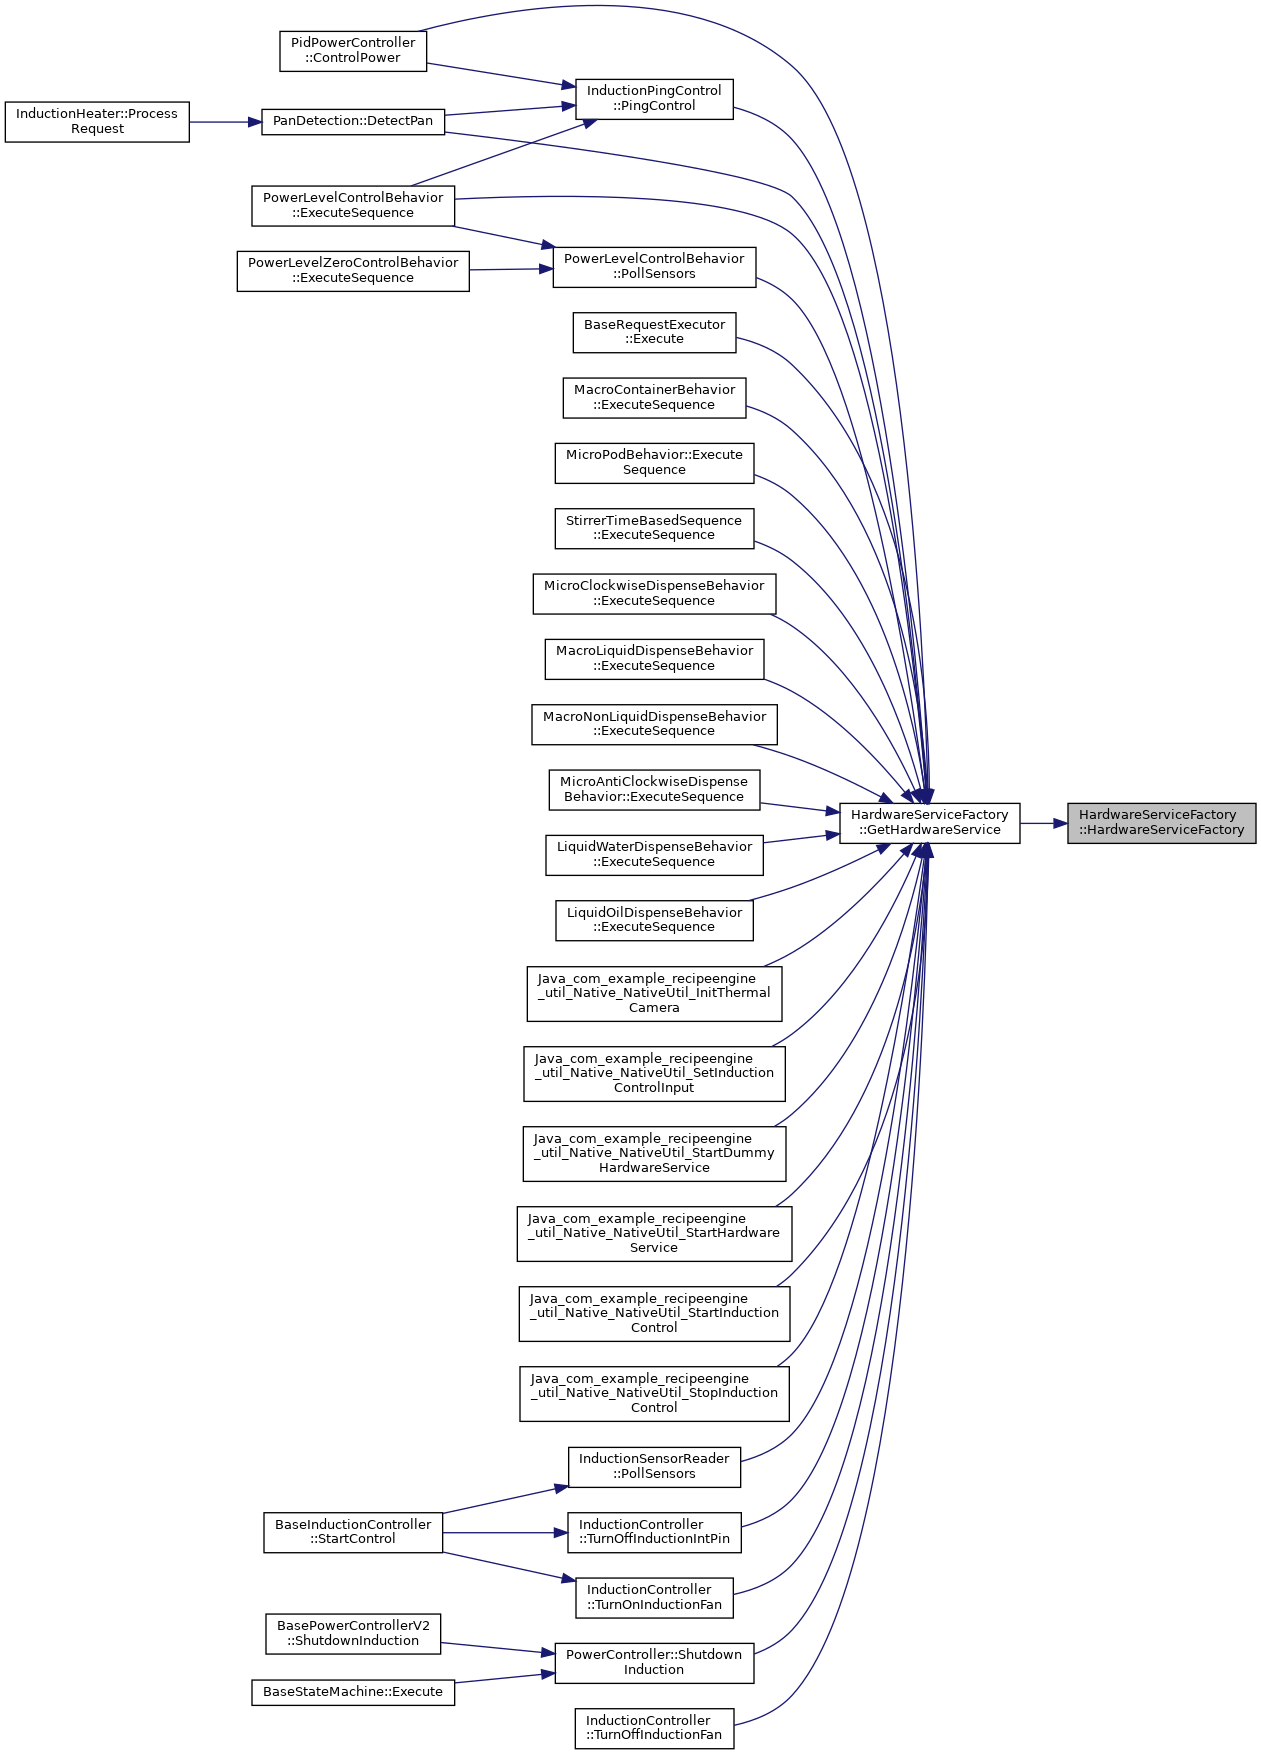 PidPowerController
::ControlPower
InductionPingControl
::PingControl
InductionHeater::Process
Request
PanDetection::DetectPan
PowerLevelControlBehavior
::ExecuteSequence
PowerLevelZeroControlBehavior
::ExecuteSequence
PowerLevelControlBehavior
::PollSensors
BaseRequestExecutor
::Execute
MacroContainerBehavior
::ExecuteSequence
MicroPodBehavior::Execute
Sequence
StirrerTimeBasedSequence
::ExecuteSequence
MicroClockwiseDispenseBehavior
::ExecuteSequence
MacroLiquidDispenseBehavior
::ExecuteSequence
MacroNonLiquidDispenseBehavior
::ExecuteSequence
MicroAntiClockwiseDispense
Behavior::ExecuteSequence
HardwareServiceFactory
::GetHardwareService
HardwareServiceFactory
::HardwareServiceFactory
LiquidWaterDispenseBehavior
::ExecuteSequence
LiquidOilDispenseBehavior
::ExecuteSequence
Java_com_example_recipeengine
_util_Native_NativeUtil_InitThermal
Camera
Java_com_example_recipeengine
_util_Native_NativeUtil_SetInduction
ControlInput
Java_com_example_recipeengine
_util_Native_NativeUtil_StartDummy
HardwareService
Java_com_example_recipeengine
_util_Native_NativeUtil_StartHardware
Service
Java_com_example_recipeengine
_util_Native_NativeUtil_StartInduction
Control
Java_com_example_recipeengine
_util_Native_NativeUtil_StopInduction
Control
InductionSensorReader
::PollSensors
BaseInductionController
::StartControl
InductionController
::TurnOffInductionIntPin
InductionController
::TurnOnInductionFan
BasePowerControllerV2
::ShutdownInduction
PowerController::Shutdown
Induction
BaseStateMachine::Execute
InductionController
::TurnOffInductionFan